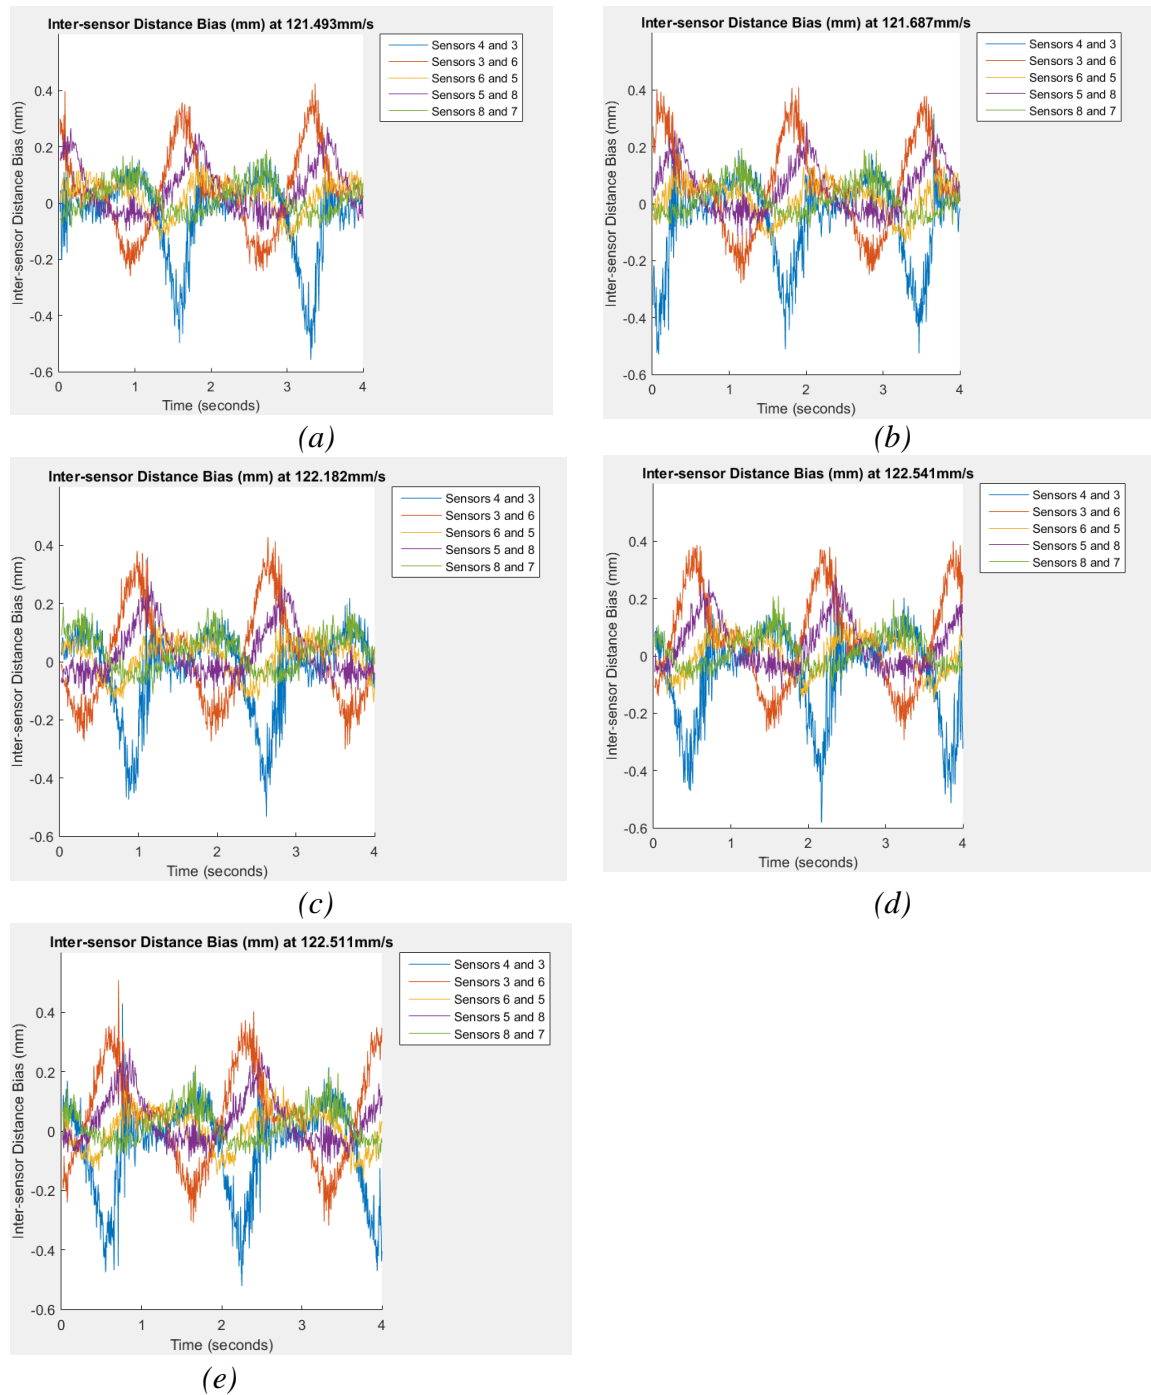 Inter-sensor Distance Bias (mm) at 121.493mm/s
Inter-sensor Distance Bias (mm)
0.4
0.2
0
-0.2
-0.4
-0.6
0 1 2 3 4
Time (seconds)
Sensors 4 and 3
Sensors 3 and 6
Sensors 6 and 5
Sensors 5 and 8
Sensors 8 and 7
(a)
Inter-sensor Distance Bias (mm) at 121.687mm/s
Inter-sensor Distance Bias (mm)
0.4
0.2
0
-0.2
-0.4
-0.6
0 1 2 3 4
Time (seconds)
Sensors 4 and 3
Sensors 3 and 6
Sensors 6 and 5
Sensors 5 and 8
Sensors 8 and 7
(b)
Inter-sensor Distance Bias (mm) at 122.182mm/s
Inter-sensor Distance Bias (mm)
0.4
0.2
0
-0.2
-0.4
-0.6
0 1 2 3 4
Time (seconds)
Sensors 4 and 3
Sensors 3 and 6
Sensors 6 and 5
Sensors 5 and 8
Sensors 8 and 7
(c)
Inter-sensor Distance Bias (mm) at 122.541mm/s
Inter-sensor Distance Bias (mm)
0.4
0.2
0
-0.2
-0.4
-0.6
0 1 2 3 4
Time (seconds)
Sensors 4 and 3
Sensors 3 and 6
Sensors 6 and 5
Sensors 5 and 8
Sensors 8 and 7
(d)
Inter-sensor Distance Bias (mm) at 122.511mm/s
Inter-sensor Distance Bias (mm)
0.4
0.2
0
-0.2
-0.4
-0.6
0 1 2 3 4
Time (seconds)
Sensors 4 and 3
Sensors 3 and 6
Sensors 6 and 5
Sensors 5 and 8
Sensors 8 and 7
(e)